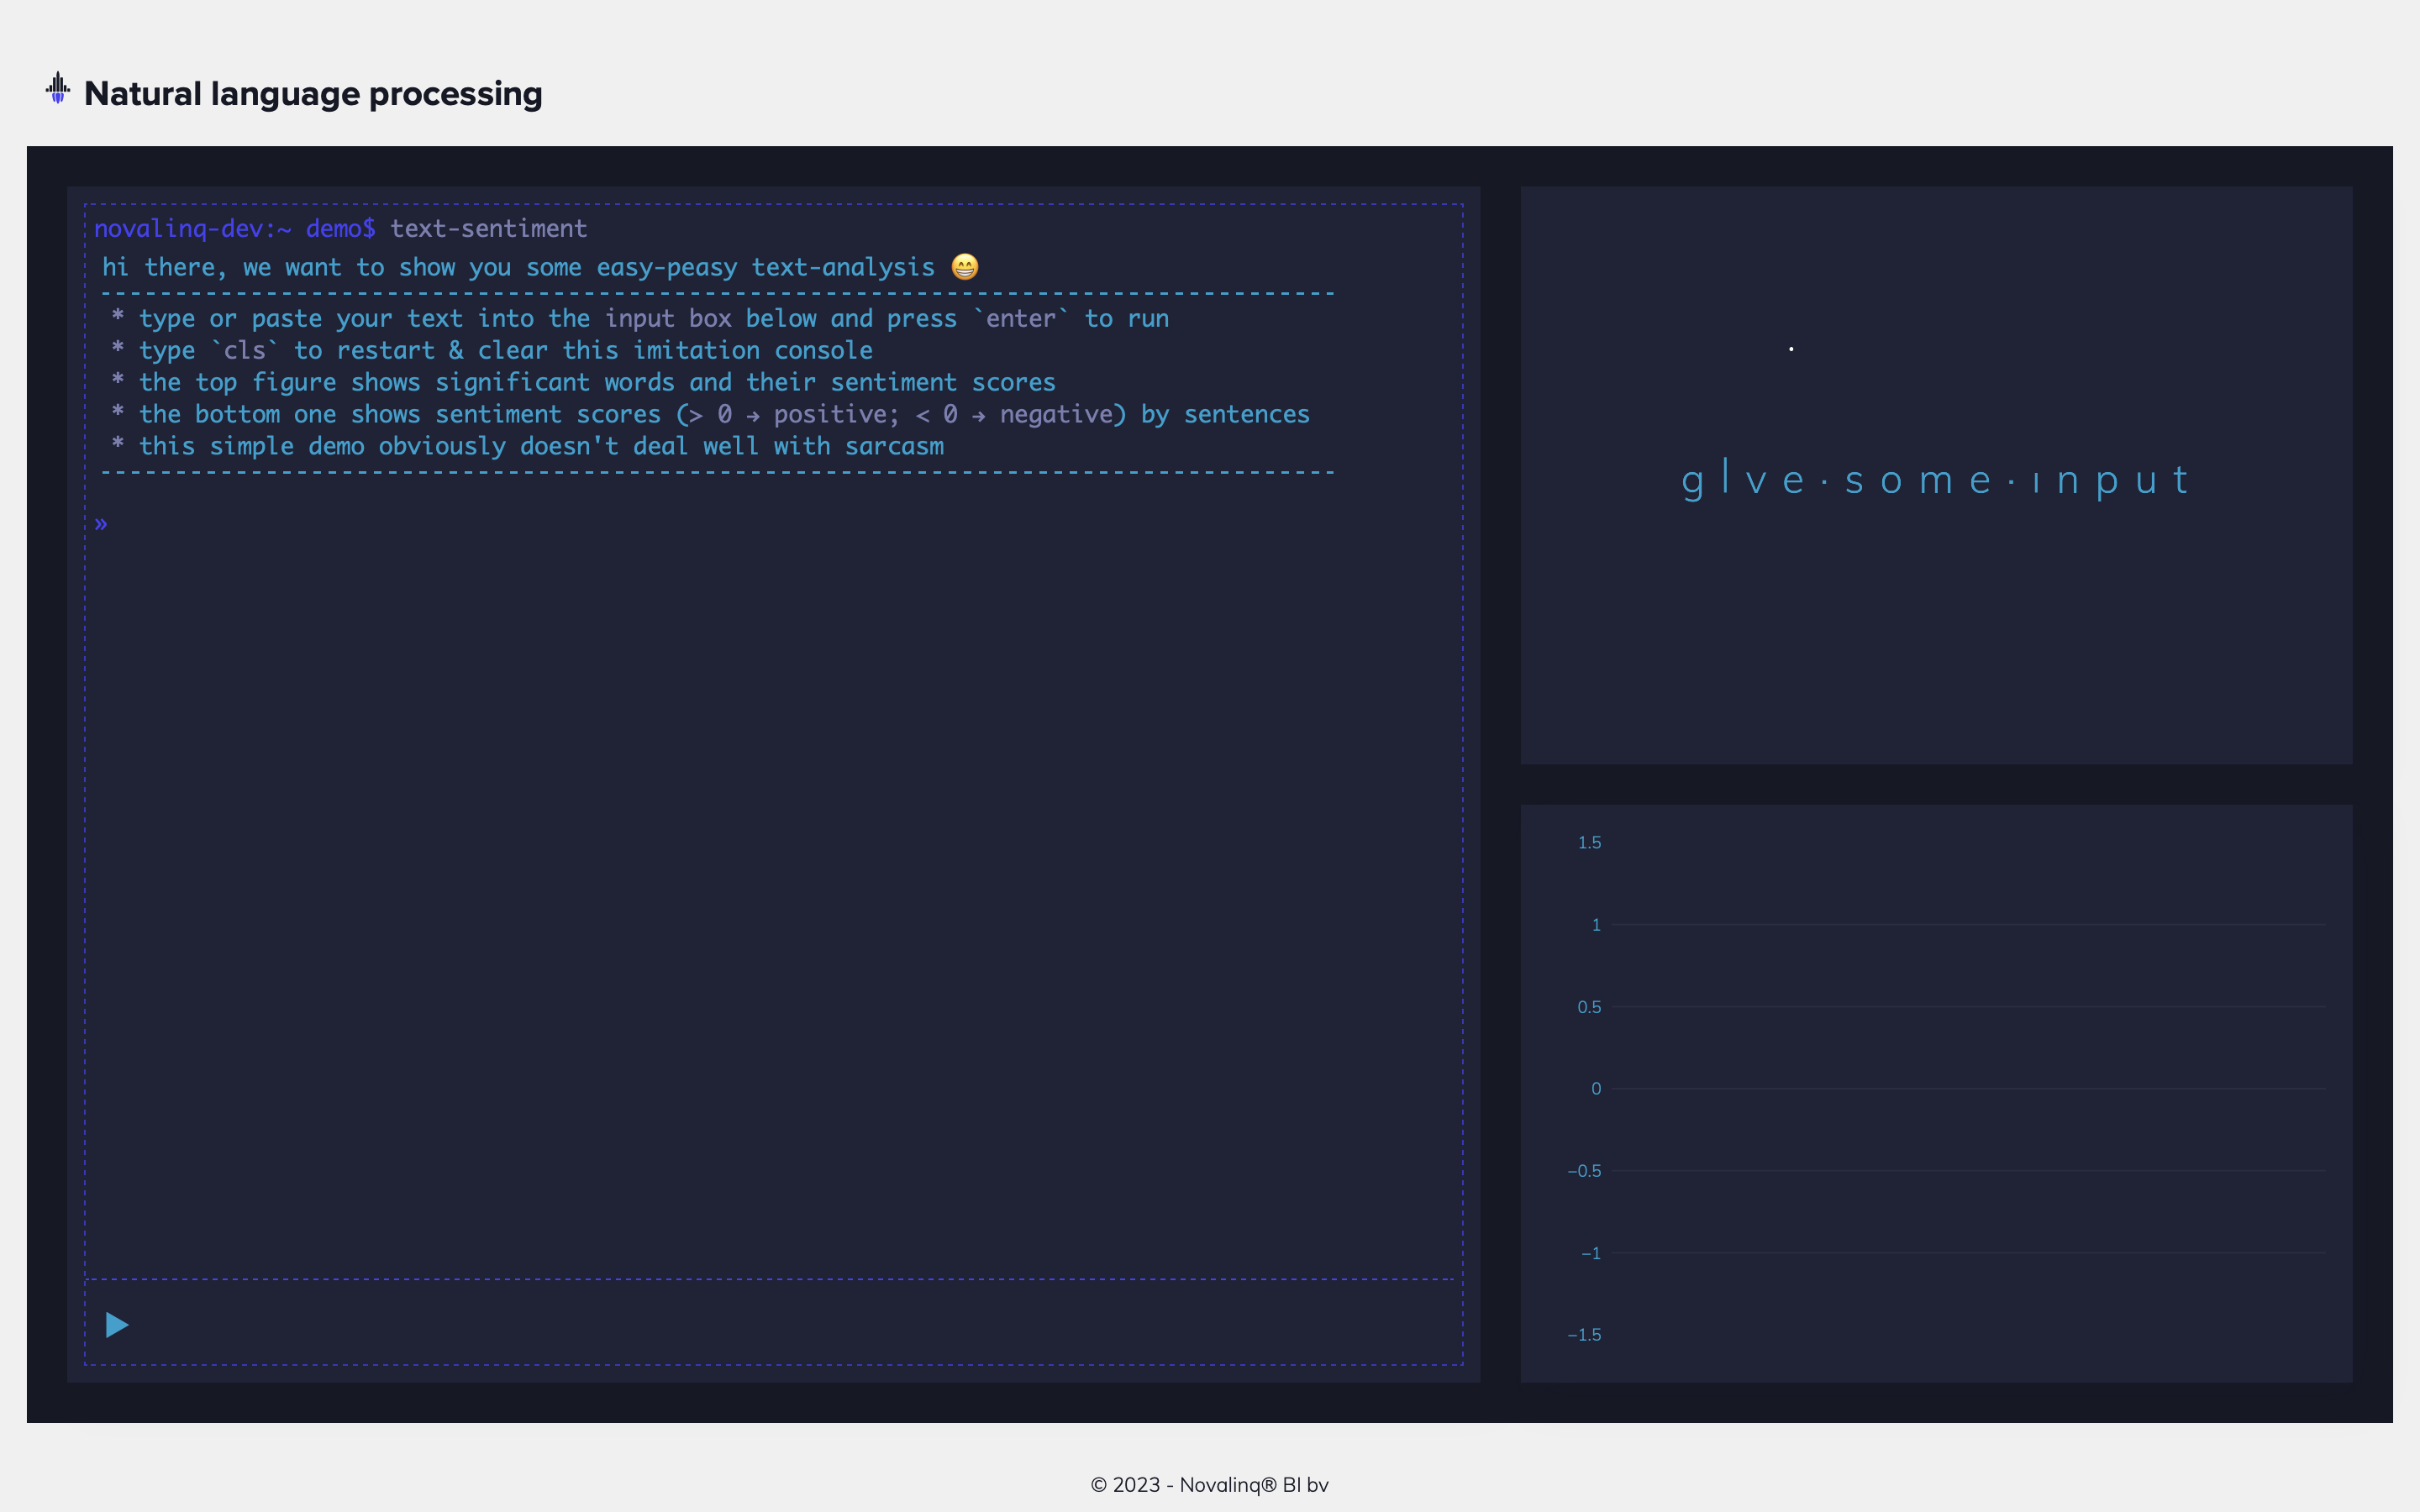 Natural language processing
novalinq-dev:~ demo$ text-sentiment
hi there, we want to show you some easy-peasy text-analysis 😁
* type or paste your text into the input box below and press `enter` to run
* type `cls` to restart & clear this imitation console
* the top figure shows significant words and their sentiment scores
* the bottom one shows sentiment scores (> 0 → positive; < 0 → negative) by sentences
* this simple demo obviously doesn't deal well with sarcasm
»
gıve·some·ınput
1.5
1
0.5
0
−0.5
−1
−1.5
© 2023 - Novalinq® BI bv